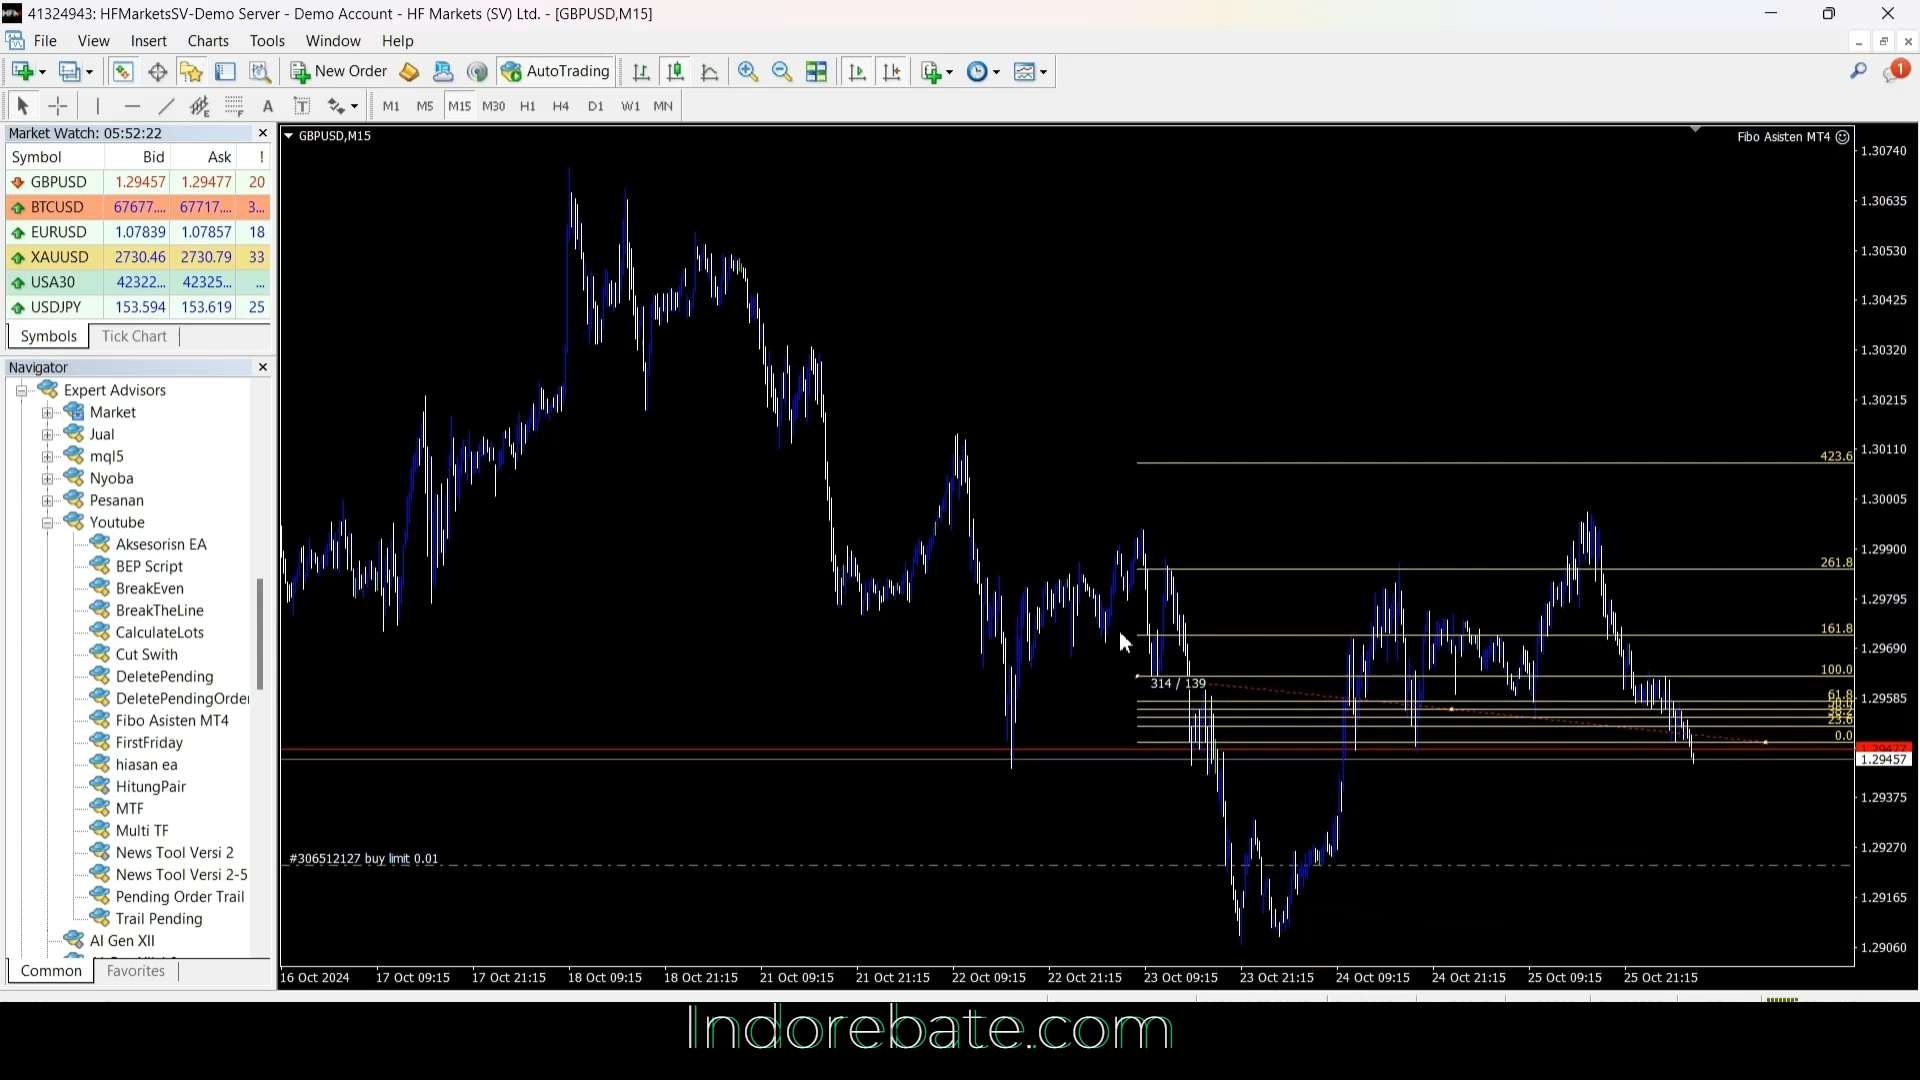 41324943: HFMarketsSV-Demo Server - Demo Account - HF Markets (SV) Ltd. - [GBPUSD,M15]
File View Insert Charts Tools Window Help
New Order AutoTrading 1
A T M1 M5 M15 M30 H1 H4 D1 W1 MN
Market Watch: 05:52:22
Symbol Bid Ask !
GBPUSD 1.29457 1.29477 20
BTCUSD 67677.... 67717.... 3...
EURUSD 1.07839 1.07857 18
XAUUSD 2730.46 2730.79 33
USA30 42322... 42325... ...
USDJPY 153.594 153.619 25
Symbols Tick Chart
Navigator
Expert Advisors
Market
Jual
mql5
Nyoba
Pesanan
Youtube
Aksesorisn EA
BEP Script
BreakEven
BreakTheLine
CalculateLots
Cut Swith
DeletePending
DeletePendingOrder
Fibo Asisten MT4
FirstFriday
hiasan ea
HitungPair
MTF
Multi TF
News Tool Versi 2
News Tool Versi 2-5
Pending Order Trail
Trail Pending
AI Gen XII
Common Favorites
GBPUSD,M15
Fibo Asisten MT4
1.30740
1.30635
1.30530
1.30425
1.30320
1.30215
1.30110
1.30005
1.29900
1.29795
1.29690
1.29585
1.29477
1.29457
1.29375
1.29270
1.29165
1.29060
423.6
261.8
161.8
100.0
61.8
23.6
0.0
314 / 139
#306512127 buy limit 0.01
16 Oct 2024 17 Oct 09:15 17 Oct 21:15 18 Oct 09:15 18 Oct 21:15 21 Oct 09:15 21 Oct 21:15 22 Oct 09:15 22 Oct 21:15 23 Oct 09:15 23 Oct 21:15 24 Oct 09:15 24 Oct 21:15 25 Oct 09:15 25 Oct 21:15
Indorebate.com